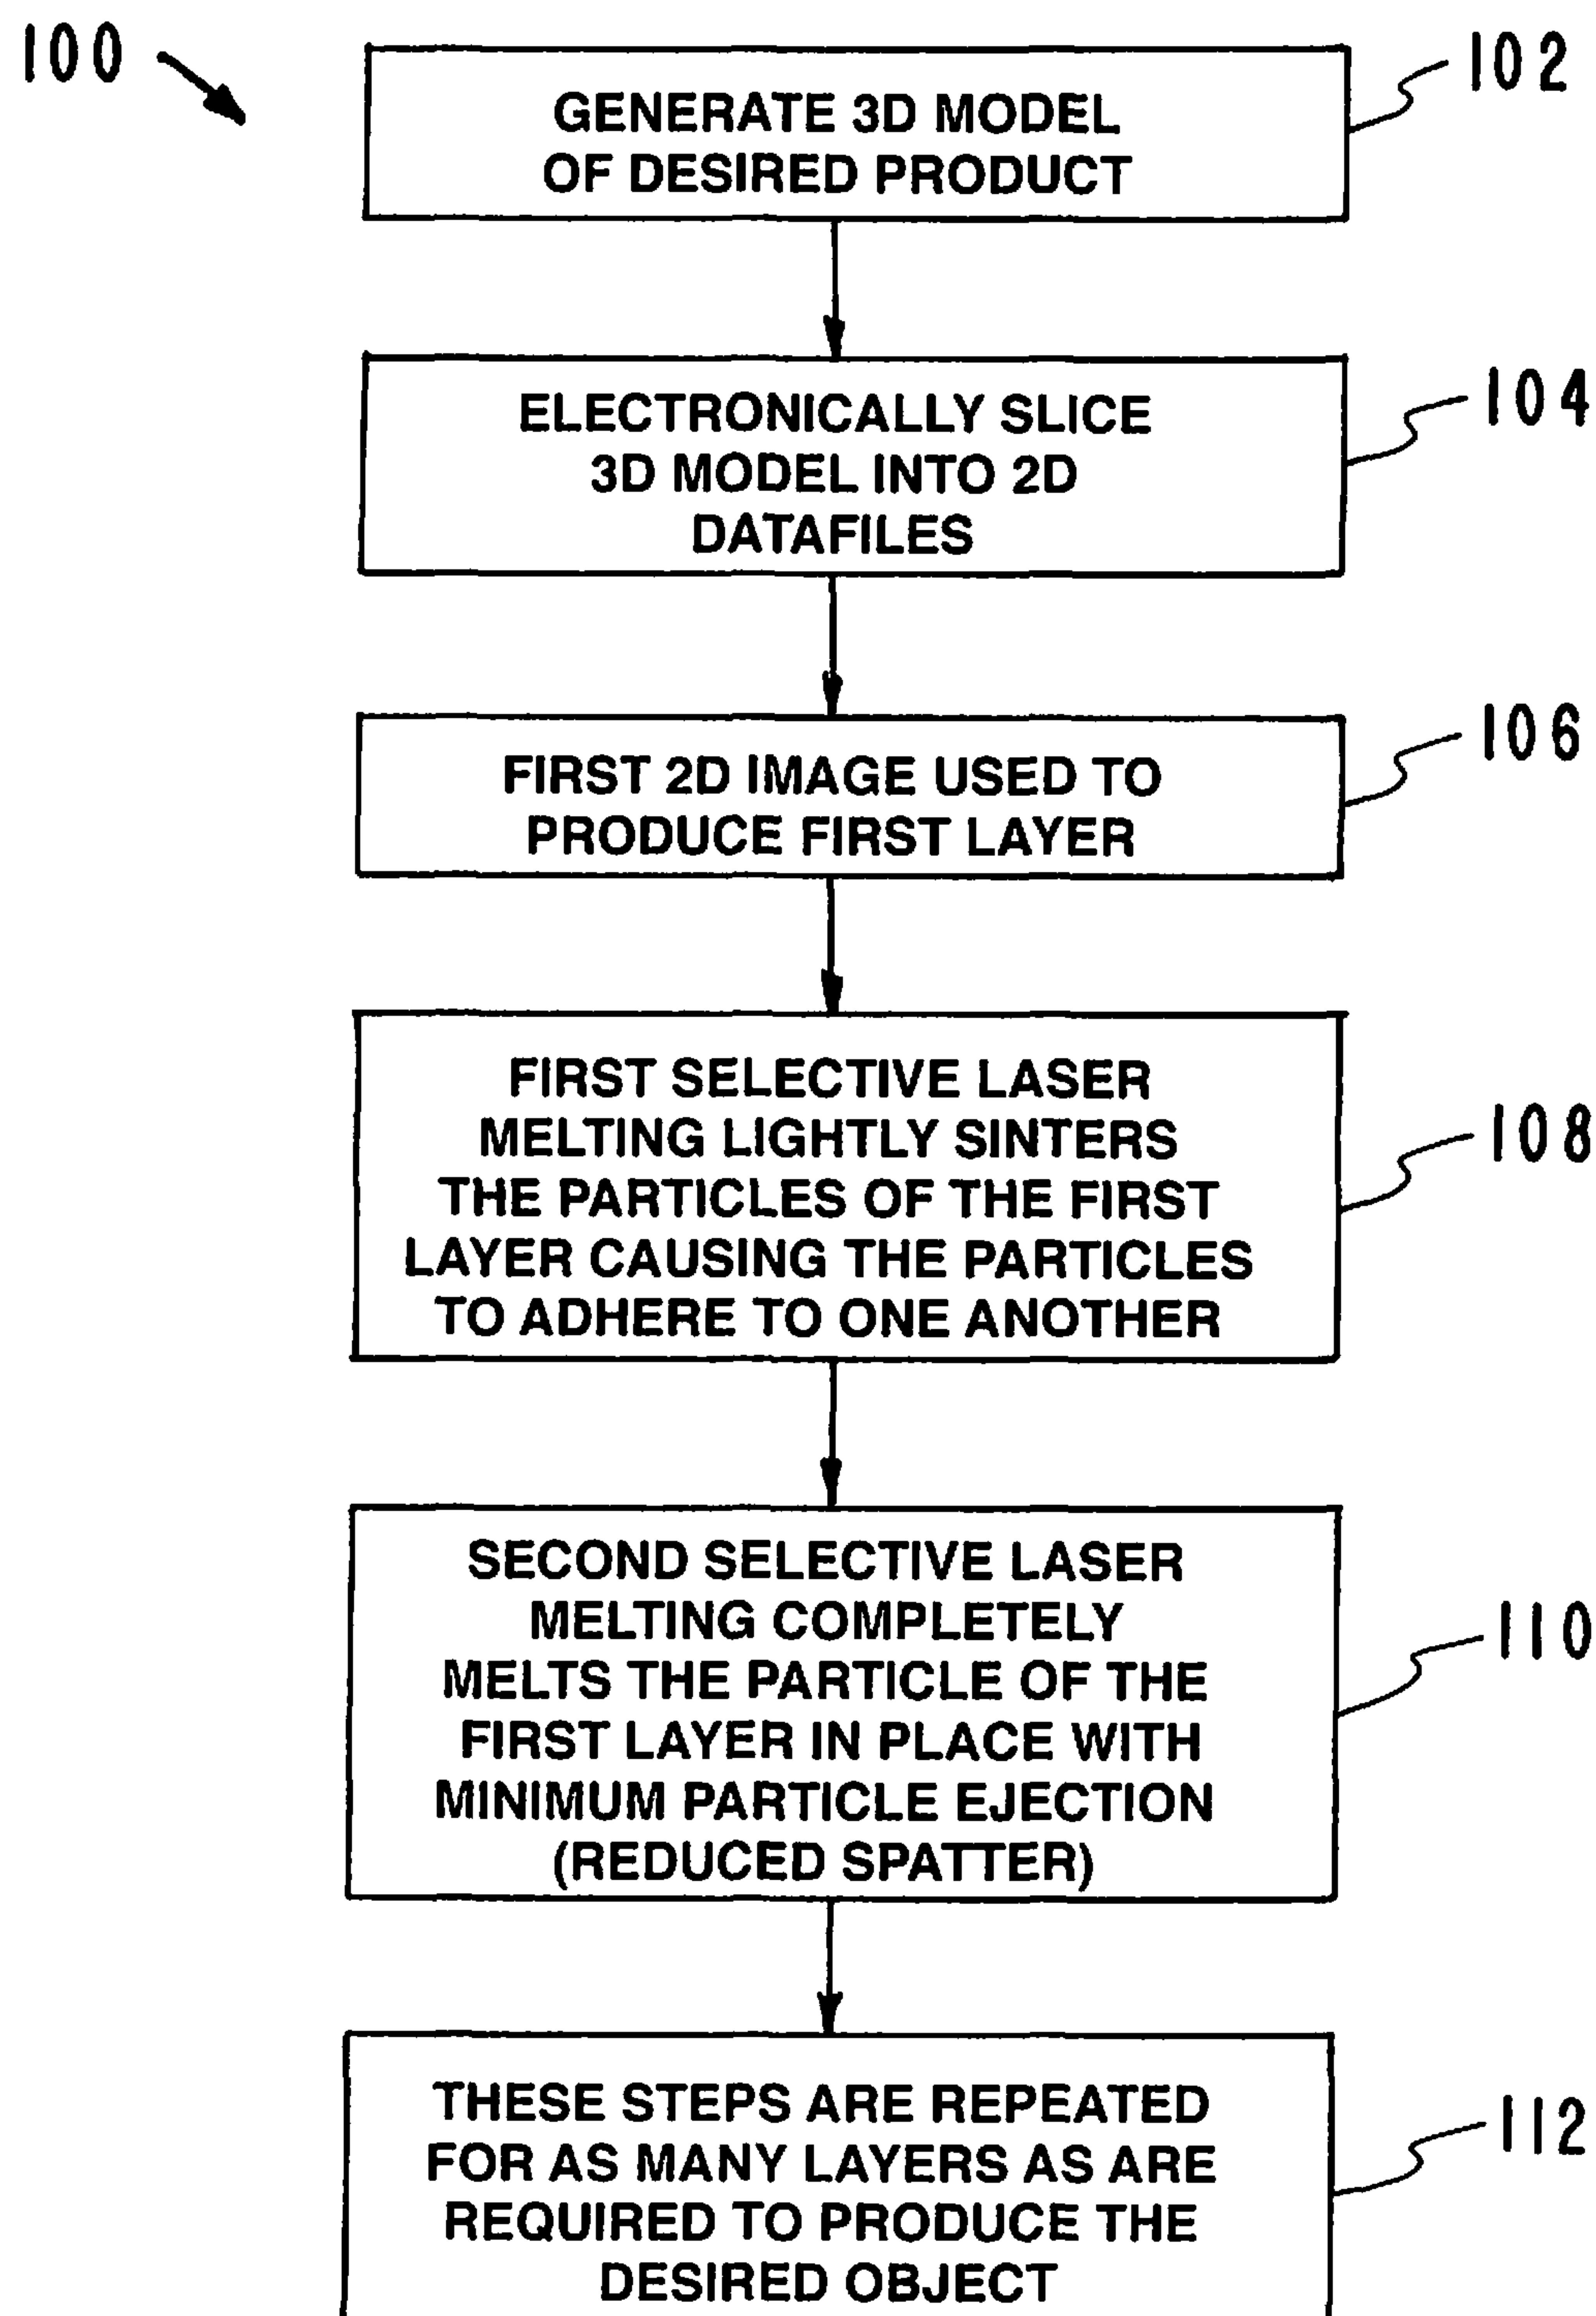 100
102
GENERATE 3D MODEL
OF DESIRED PRODUCT
104
ELECTRONICALLY SLICE
3D MODEL INTO 2D
DATAFILES
106
FIRST 2D IMAGE USED TO
PRODUCE FIRST LAYER
108
FIRST SELECTIVE LASER
MELTING LIGHTLY SINTERS
THE PARTICLES OF THE FIRST
LAYER CAUSING THE PARTICLES
TO ADHERE TO ONE ANOTHER
110
SECOND SELECTIVE LASER
MELTING COMPLETELY
MELTS THE PARTICLE OF THE
FIRST LAYER IN PLACE WITH
MINIMUM PARTICLE EJECTION
(REDUCED SPATTER)
112
THESE STEPS ARE REPEATED
FOR AS MANY LAYERS AS ARE
REQUIRED TO PRODUCE THE
DESIRED OBJECT